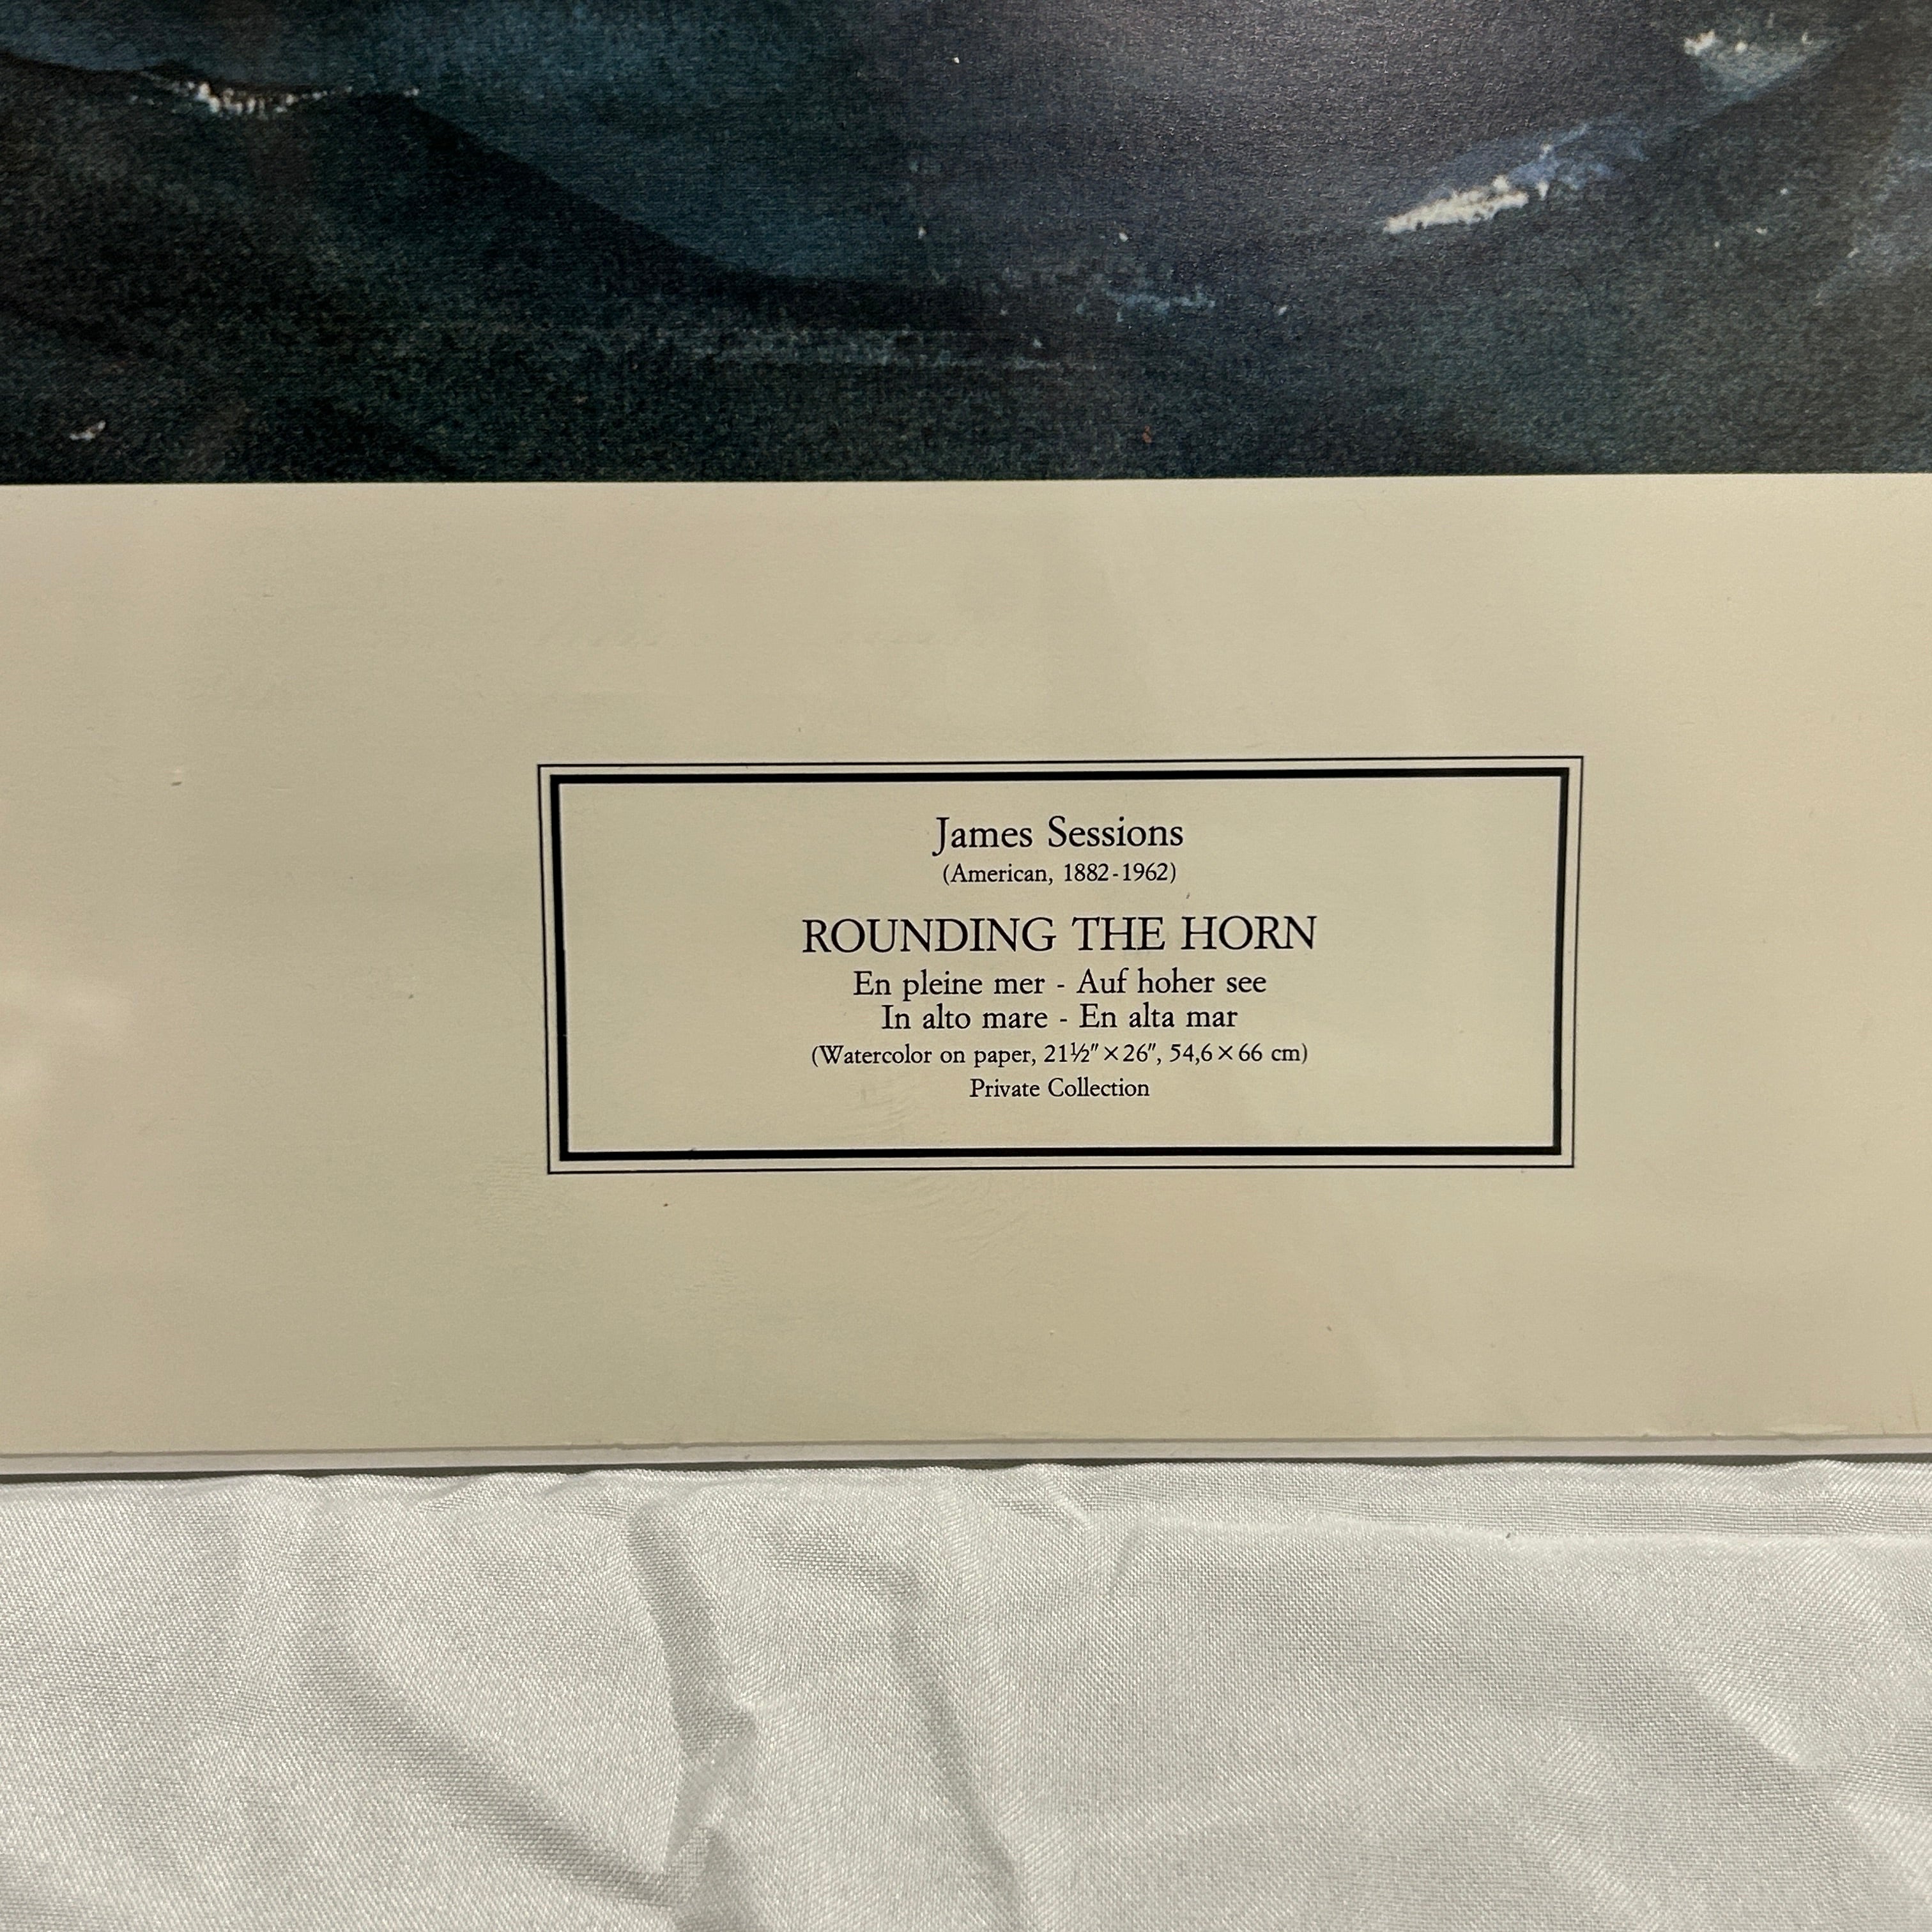 James Sessions
(American, 1882-1962)
ROUNDING THE HORN
En pleine mer - Auf hoher see
In alto mare - En alta mar
(Watercolor on paper, 21½″×26″, 54,6×66 cm)
Private Collection